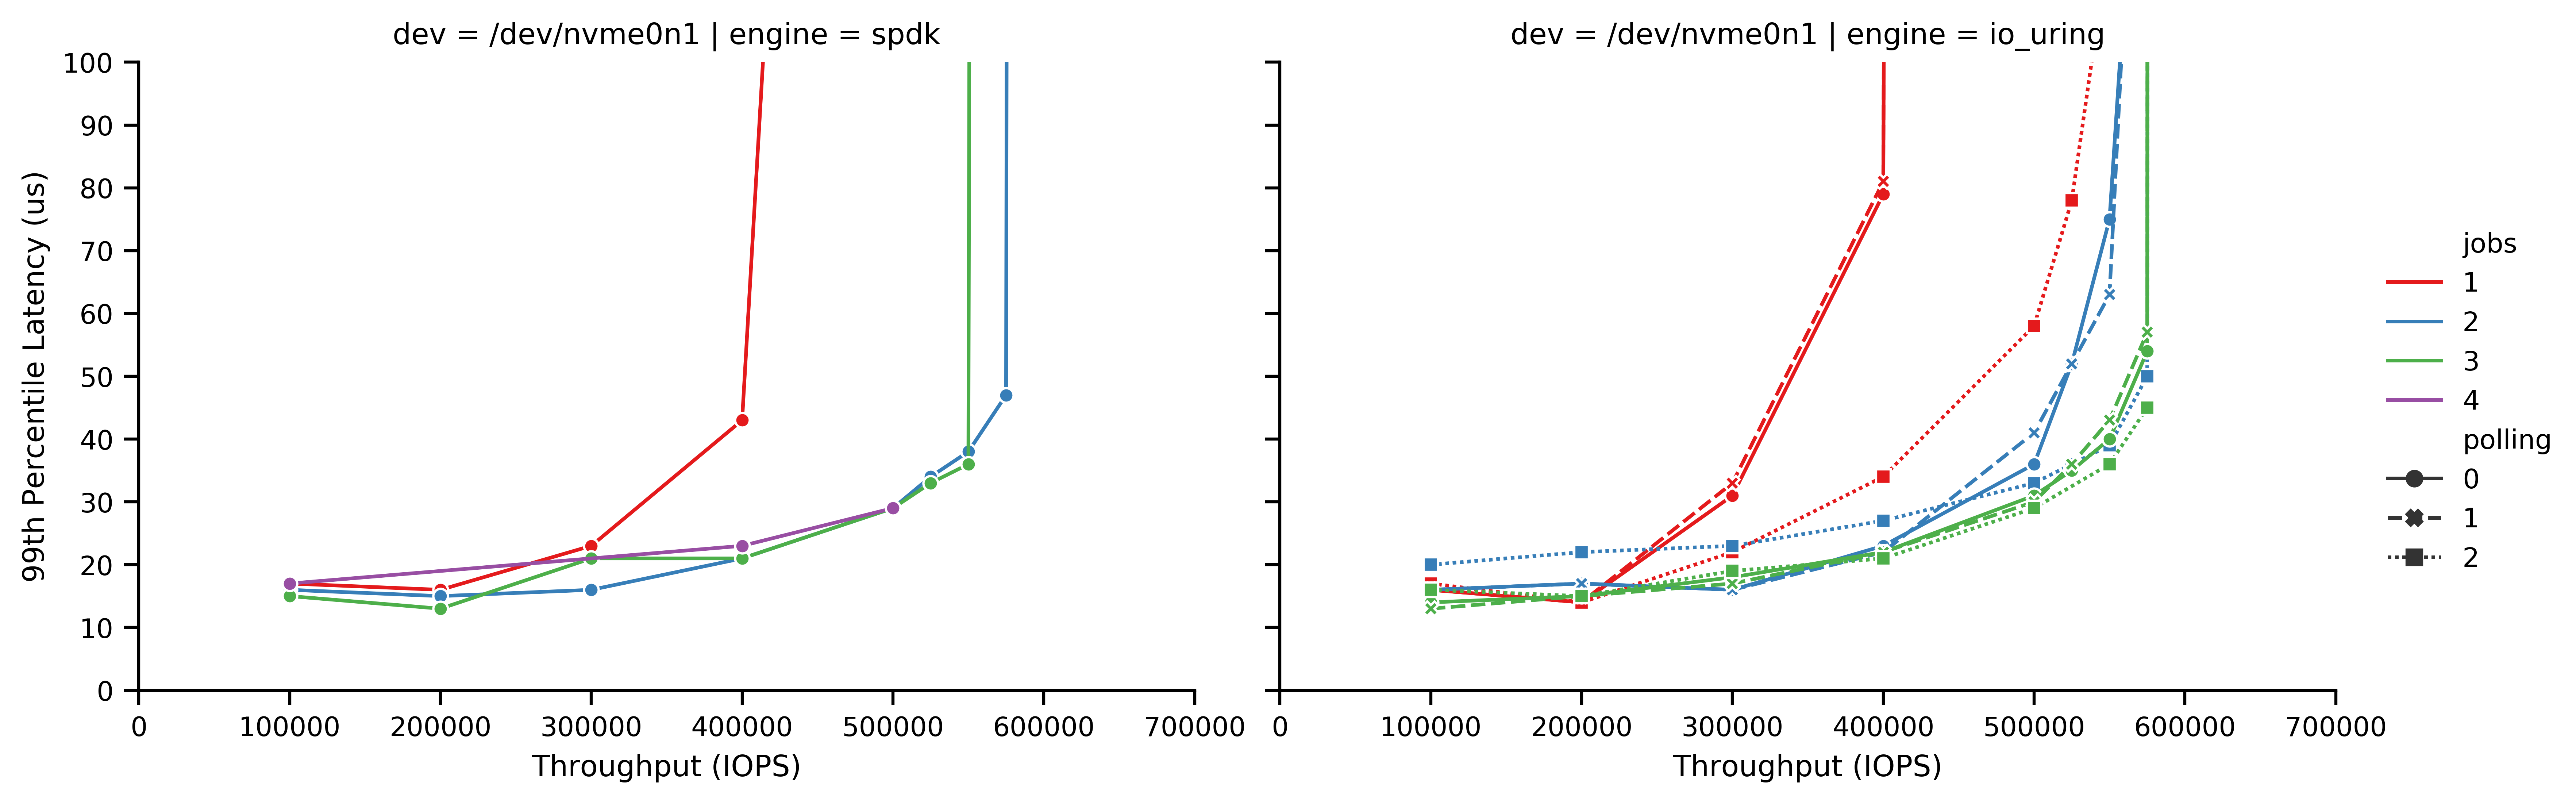 dev = /dev/nvme0n1 | engine = spdk
99th Percentile Latency (us)
100
90
80
70
60
50
40
30
20
10
0
0 100000 200000 300000 400000 500000 600000 700000
Throughput (IOPS)
dev = /dev/nvme0n1 | engine = io_uring
0 100000 200000 300000 400000 500000 600000 700000
Throughput (IOPS)
jobs
1
2
3
4
polling
0
1
2